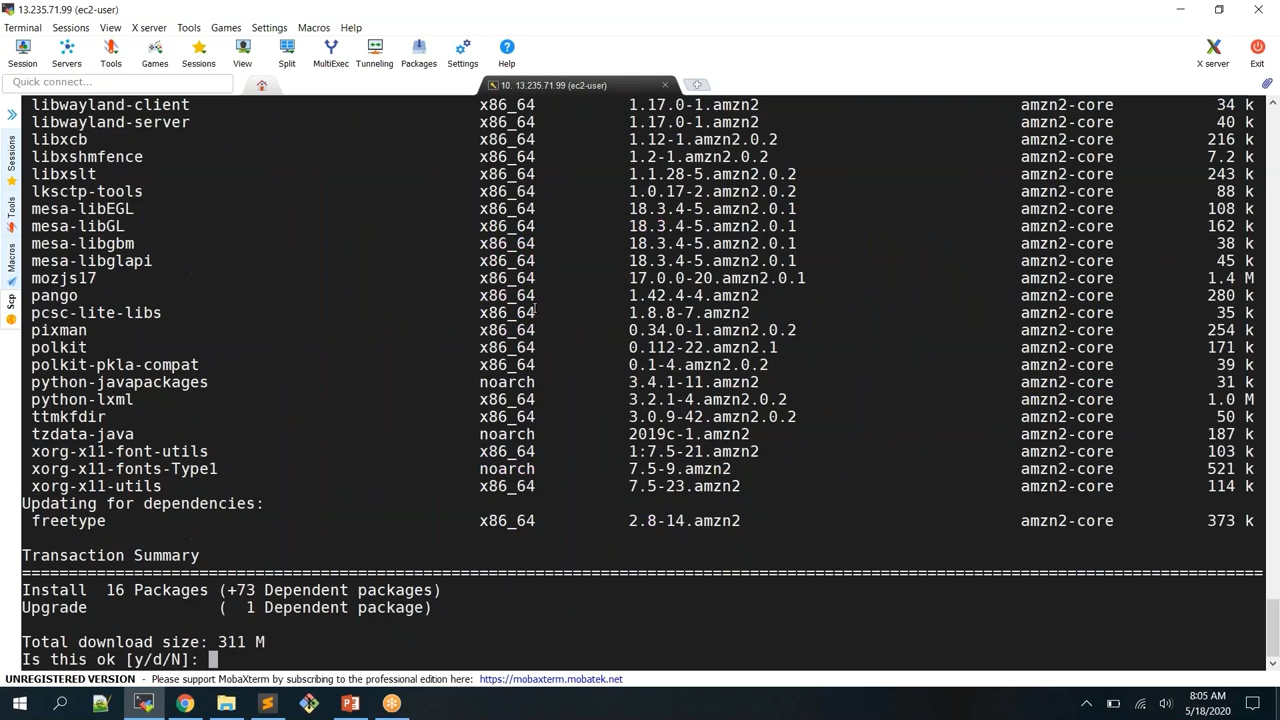 13.235.71.99 (ec2-user)
Terminal Sessions View X server Tools Games Settings Macros Help
Session Servers Tools Games Sessions View Split MultiExec Tunneling Packages Settings Help X server Exit
Quick connect... 10. 13.235.71.99 (ec2-user)
Sessions
Tools
Macros
Scp
libwayland-client x86_64 1.17.0-1.amzn2 amzn2-core 34 k
libwayland-server x86_64 1.17.0-1.amzn2 amzn2-core 40 k
libxcb x86_64 1.12-1.amzn2.0.2 amzn2-core 216 k
libxshmfence x86_64 1.2-1.amzn2.0.2 amzn2-core 7.2 k
libxslt x86_64 1.1.28-5.amzn2.0.2 amzn2-core 243 k
lksctp-tools x86_64 1.0.17-2.amzn2.0.2 amzn2-core 88 k
mesa-libEGL x86_64 18.3.4-5.amzn2.0.1 amzn2-core 108 k
mesa-libGL x86_64 18.3.4-5.amzn2.0.1 amzn2-core 162 k
mesa-libgbm x86_64 18.3.4-5.amzn2.0.1 amzn2-core 38 k
mesa-libglapi x86_64 18.3.4-5.amzn2.0.1 amzn2-core 45 k
mozjs17 x86_64 17.0.0-20.amzn2.0.1 amzn2-core 1.4 M
pango x86_64 1.42.4-4.amzn2 amzn2-core 280 k
pcsc-lite-libs x86_64 1.8.8-7.amzn2 amzn2-core 35 k
pixman x86_64 0.34.0-1.amzn2.0.2 amzn2-core 254 k
polkit x86_64 0.112-22.amzn2.1 amzn2-core 171 k
polkit-pkla-compat x86_64 0.1-4.amzn2.0.2 amzn2-core 39 k
python-javapackages noarch 3.4.1-11.amzn2 amzn2-core 31 k
python-lxml x86_64 3.2.1-4.amzn2.0.2 amzn2-core 1.0 M
ttmkfdir x86_64 3.0.9-42.amzn2.0.2 amzn2-core 50 k
tzdata-java noarch 2019c-1.amzn2 amzn2-core 187 k
xorg-x11-font-utils x86_64 1:7.5-21.amzn2 amzn2-core 103 k
xorg-x11-fonts-Type1 noarch 7.5-9.amzn2 amzn2-core 521 k
xorg-x11-utils x86_64 7.5-23.amzn2 amzn2-core 114 k
Updating for dependencies:
freetype x86_64 2.8-14.amzn2 amzn2-core 373 k
Transaction Summary
================================================================================
Install 16 Packages (+73 Dependent packages)
Upgrade ( 1 Dependent package)
Total download size: 311 M
Is this ok [y/d/N]:
UNREGISTERED VERSION - Please support MobaXterm by subscribing to the professional edition here: https://mobaxterm.mobatek.net
8:05 AM
5/18/2020